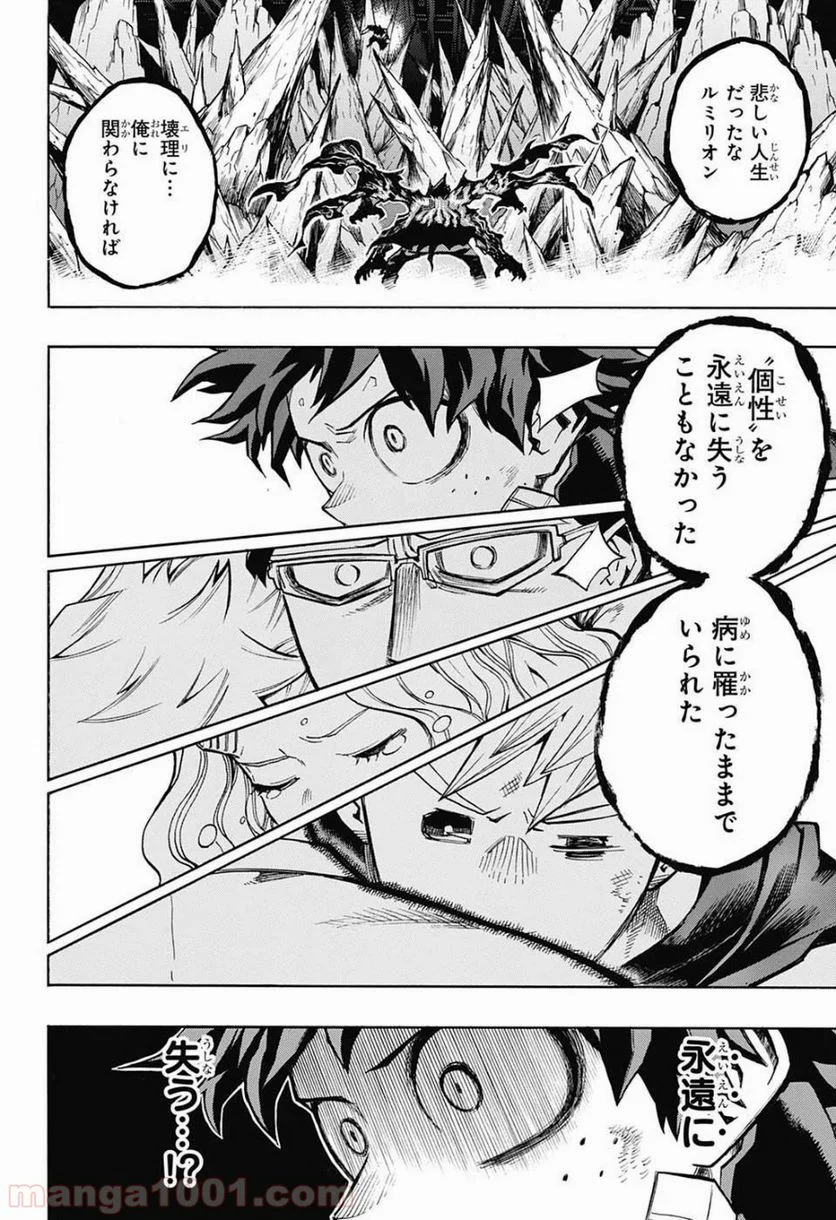 悲しい人生
だったな
ルミリオン
壊理に…
俺に
関わらなければ
“個性”を
永遠に失う
こともなかった
病に罹ったままで
いられた
永遠に
失う…!?
manga1001.com